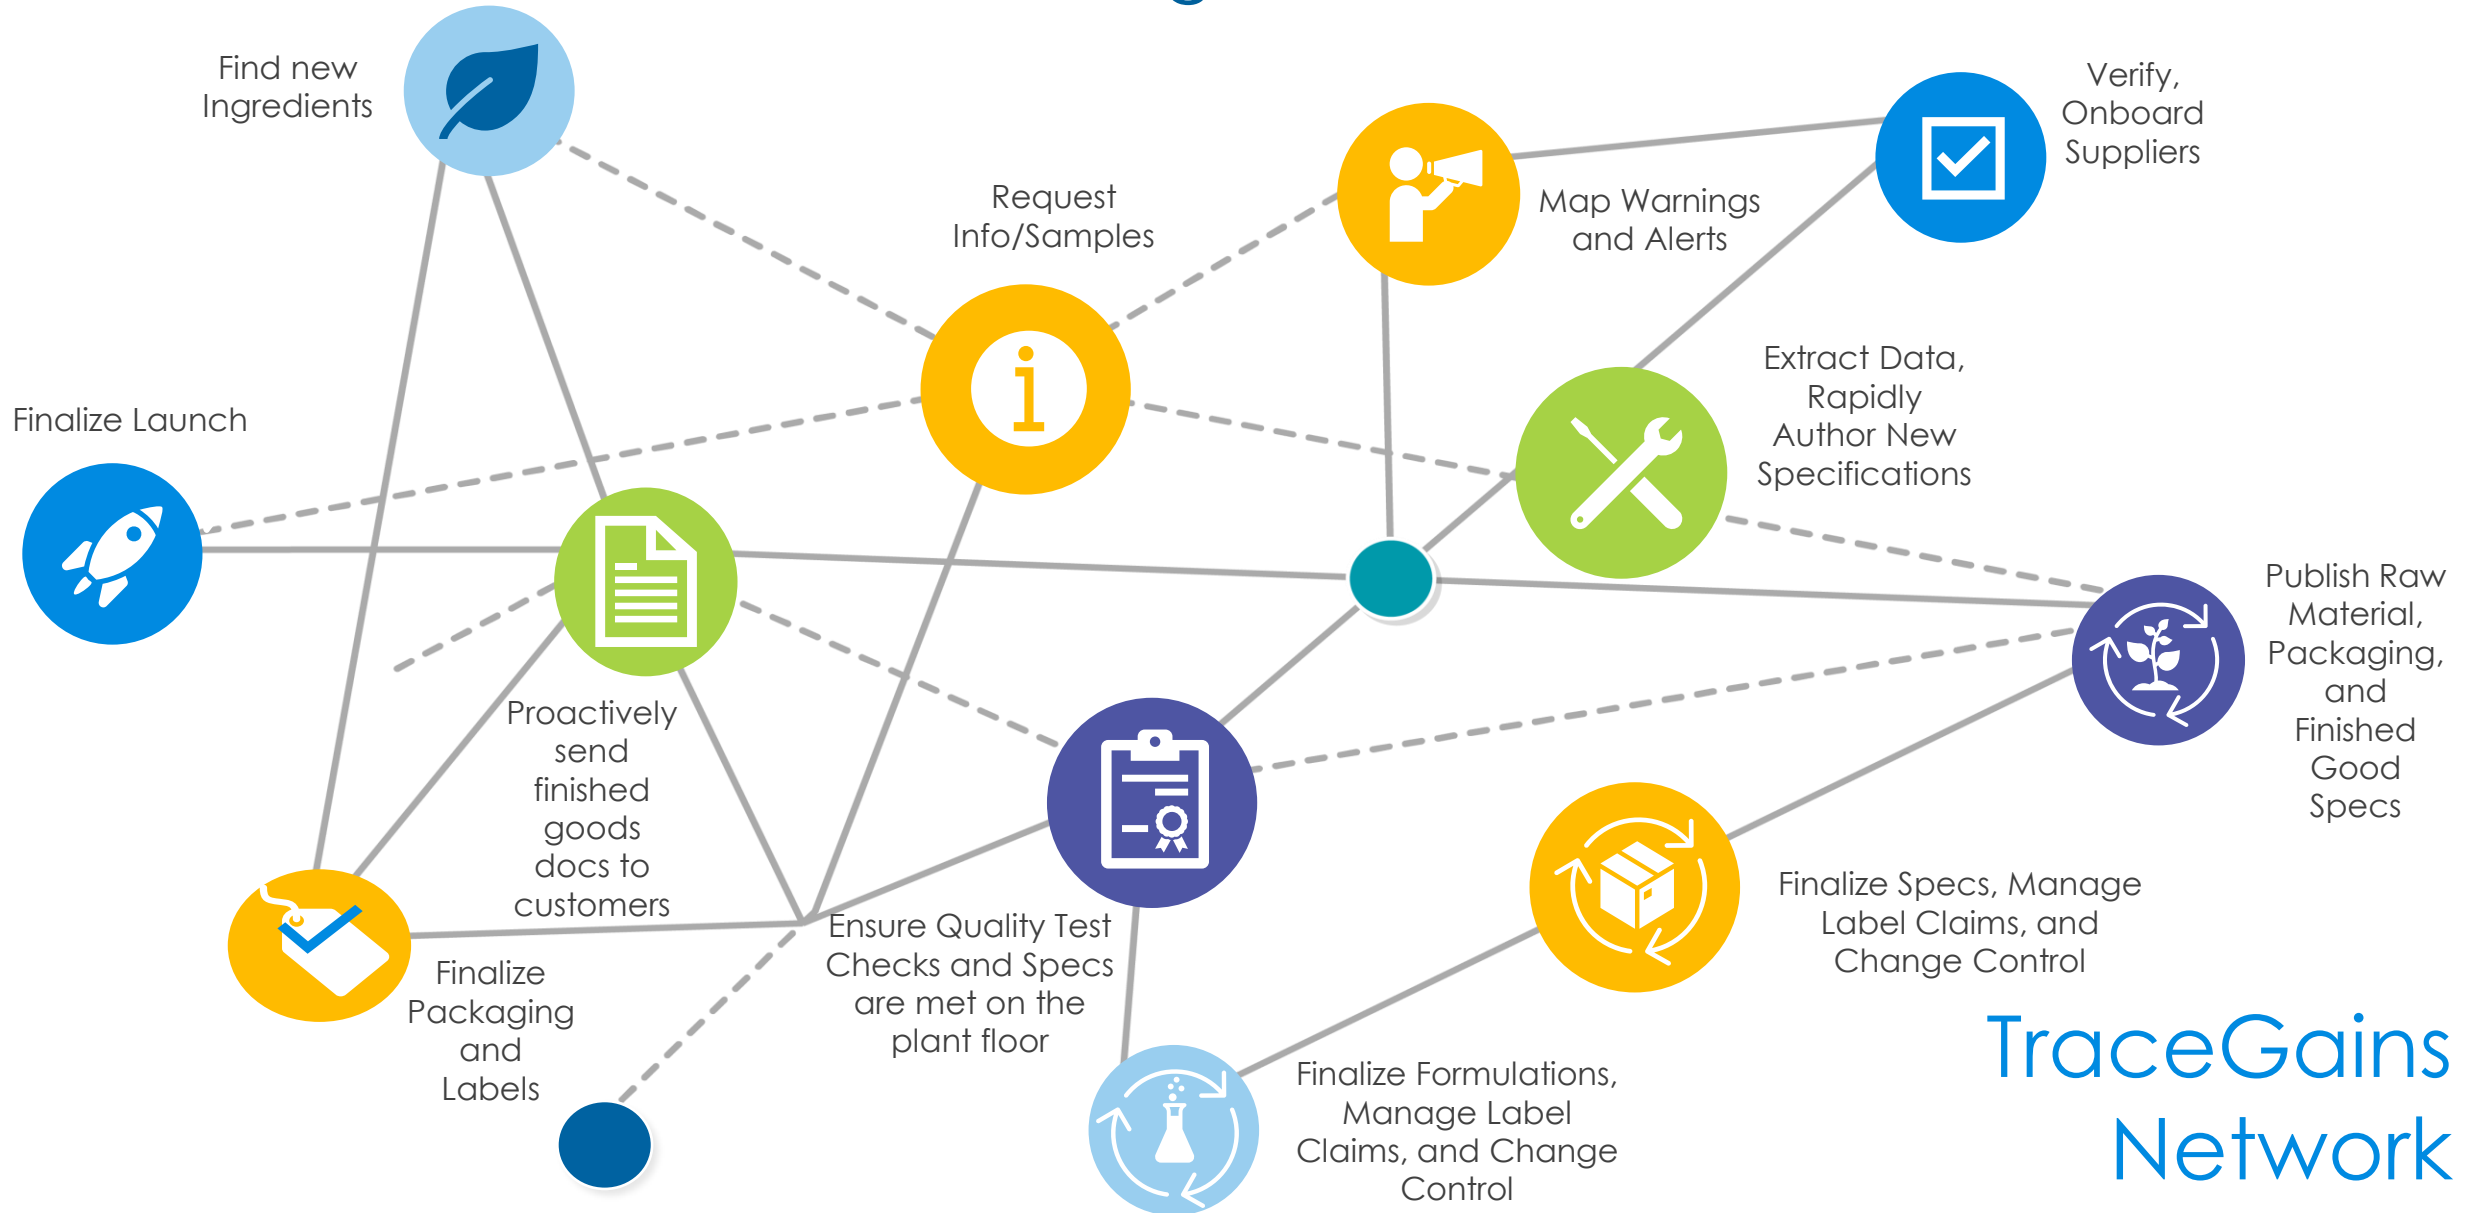 Find new
Ingredients
Request
Info/Samples
Map Warnings
and Alerts
Verify,
Onboard
Suppliers
Extract Data,
Rapidly
Author New
Specifications
Finalize Launch
Publish Raw
Material,
Packaging,
and
Finished
Good
Specs
Proactively
send
finished
goods
docs to
customers
Ensure Quality Test
Checks and Specs
are met on the
plant floor
Finalize Specs, Manage
Label Claims, and
Change Control
Finalize
Packaging
and
Labels
Finalize Formulations,
Manage Label
Claims, and Change
Control
TraceGains
Network